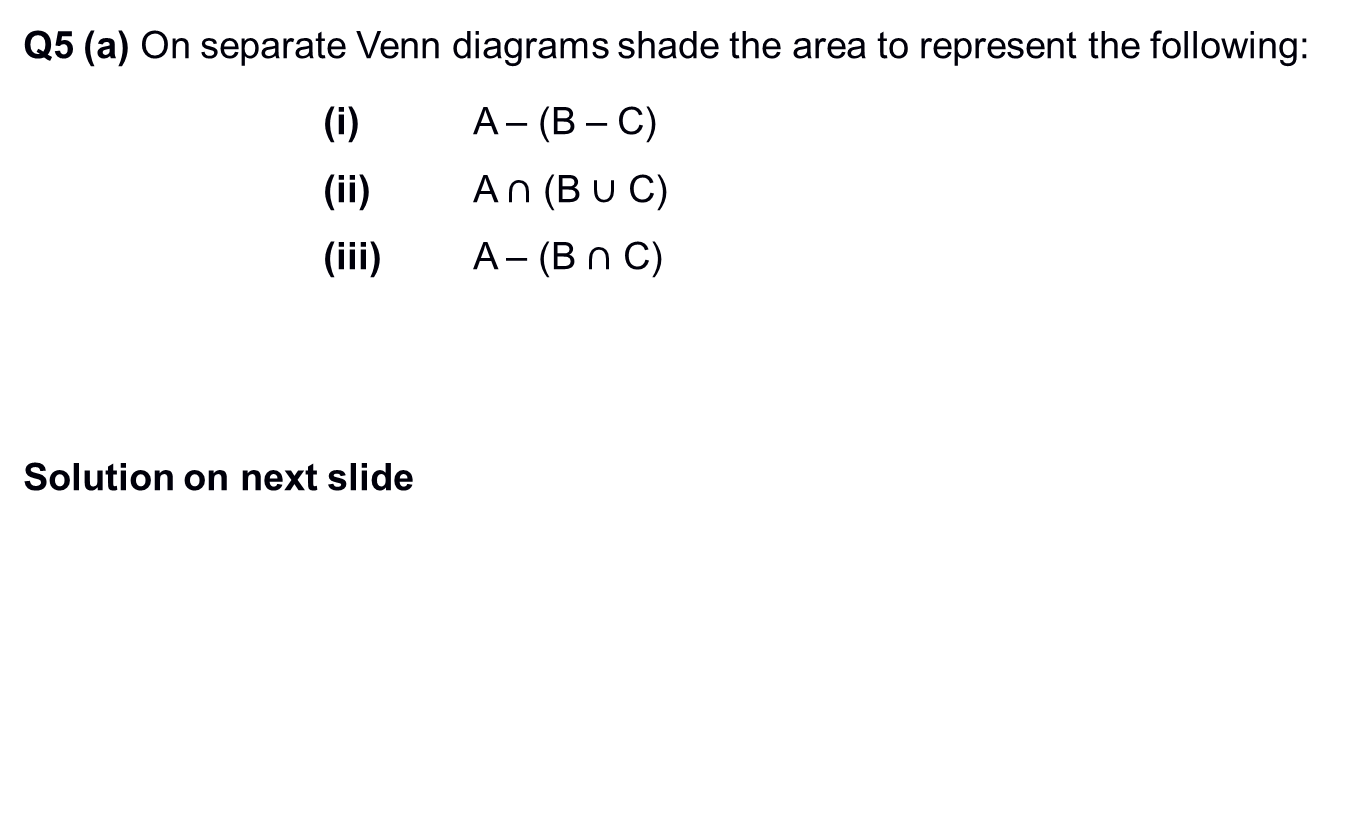 Q5 (a) On separate Venn diagrams shade the area to represent the following:
(i) A – (B – C)
(ii) A ∩ (B ∪ C)
(iii) A – (B ∩ C)
Solution on next slide